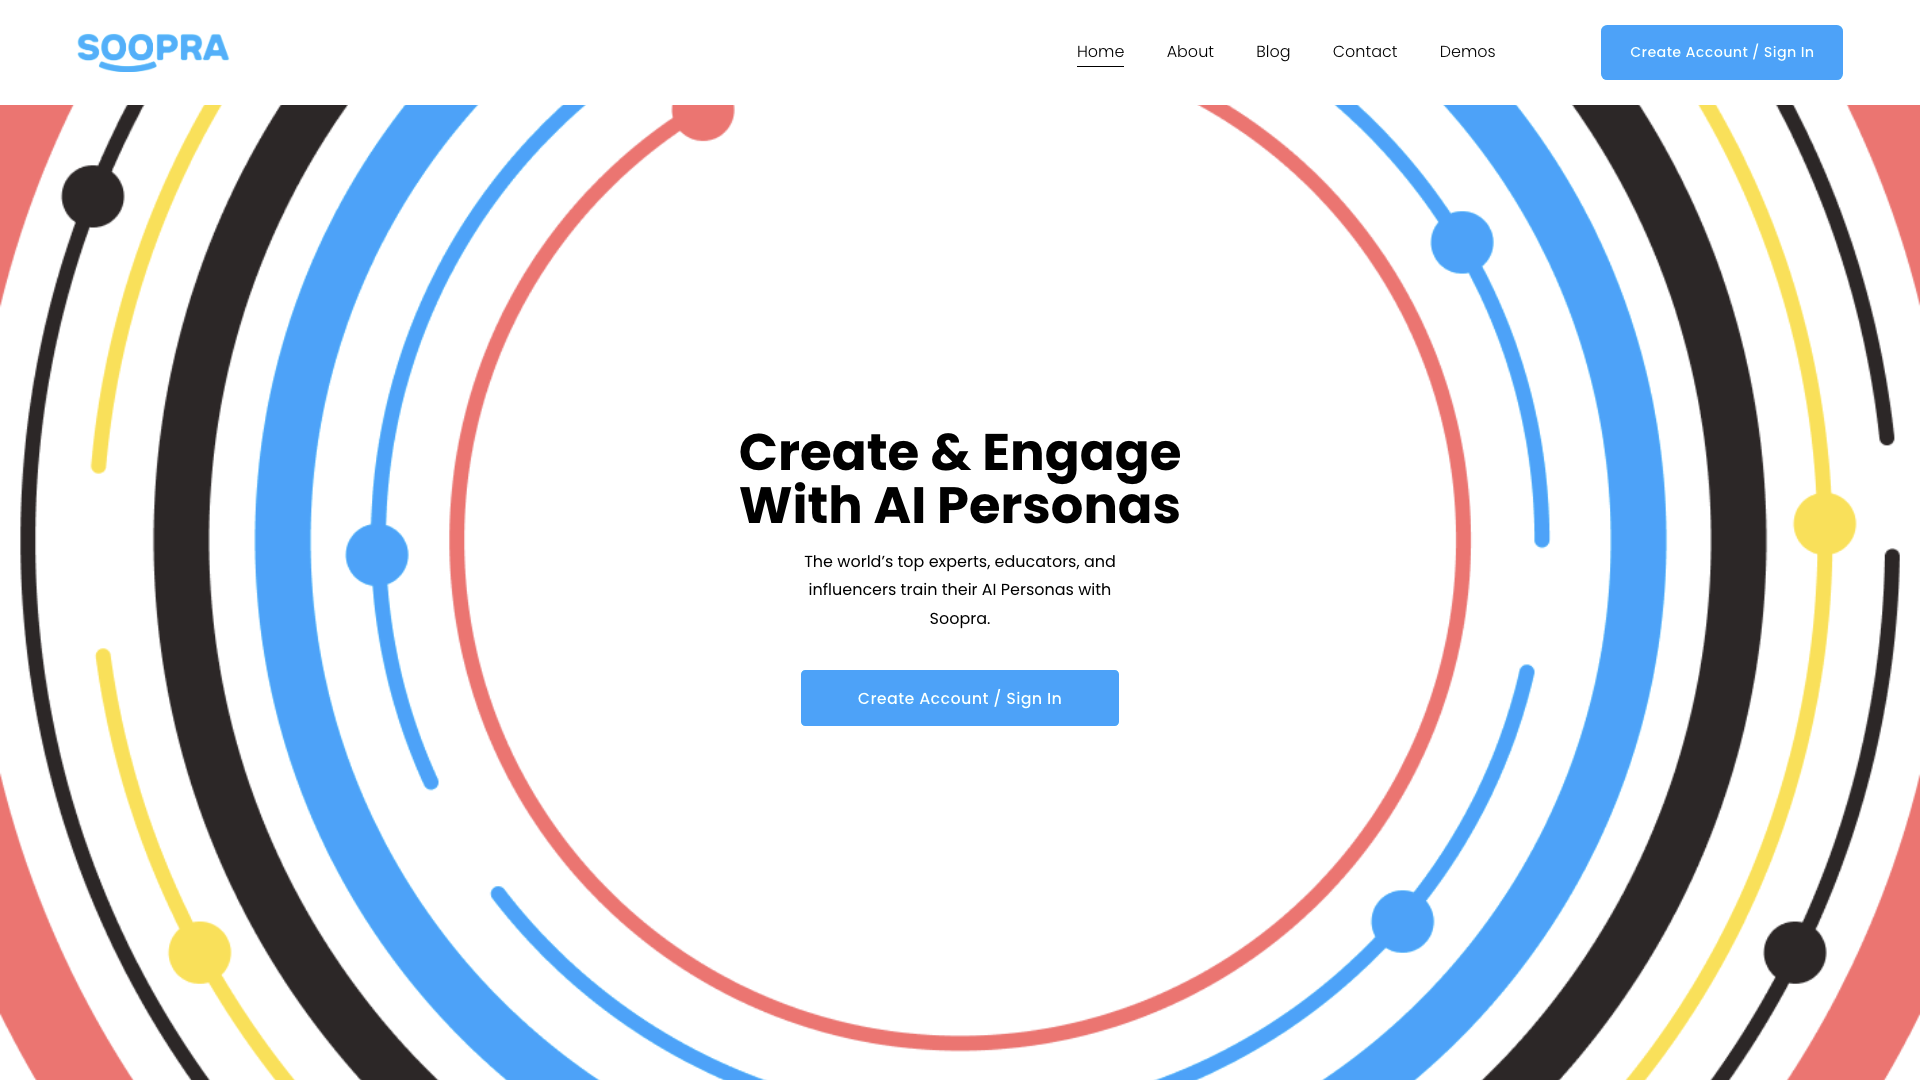 SOOPRA
Home
About
Blog
Contact
Demos
Create Account / Sign In
Create & Engage
With AI Personas
The world’s top experts, educators, and
influencers train their AI Personas with
Soopra.
Create Account / Sign In